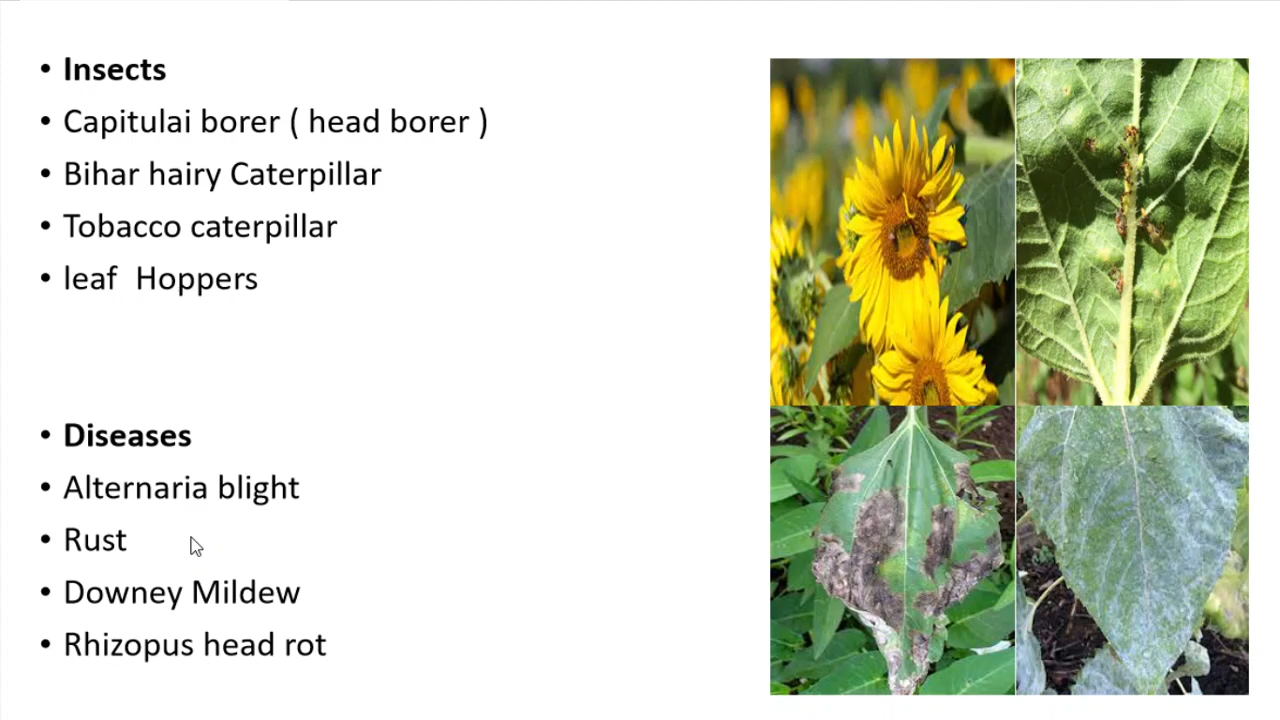 • Insects
• Capitulai borer ( head borer )
• Bihar hairy Caterpillar
• Tobacco caterpillar
• leaf  Hoppers
• Diseases
• Alternaria blight
• Rust
• Downey Mildew
• Rhizopus head rot